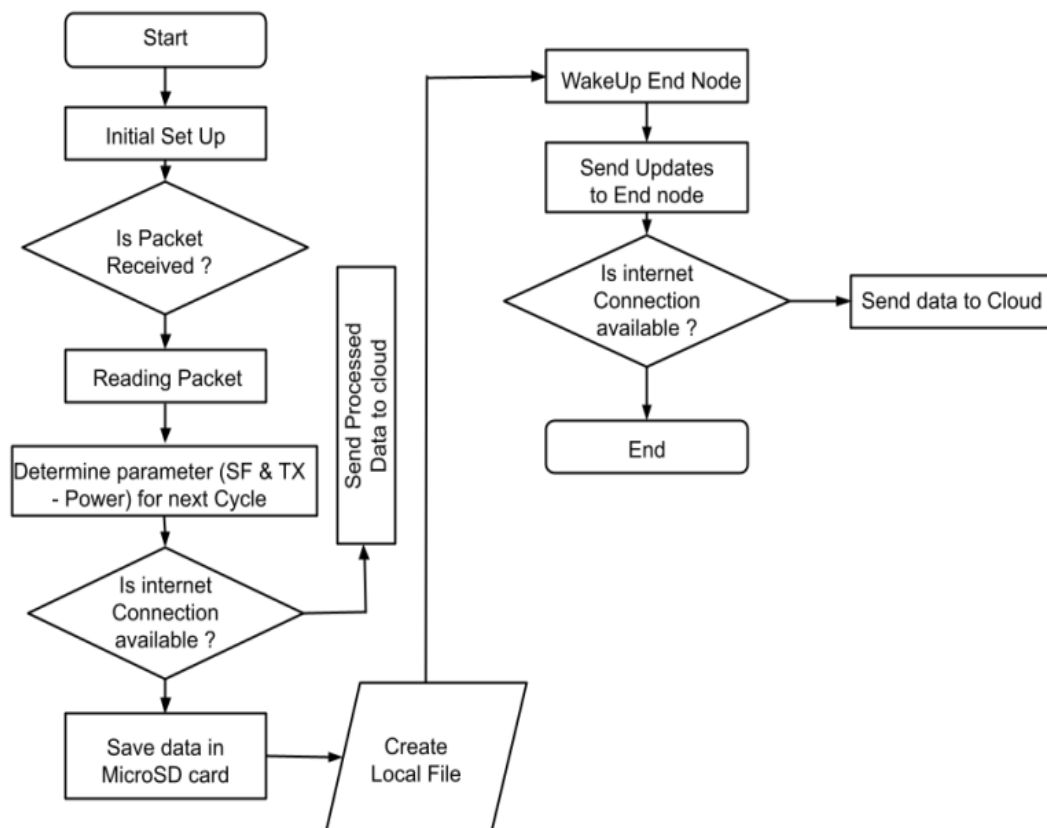 Start
Initial Set Up
Is Packet
Received ?
Reading Packet
Determine parameter (SF & TX
- Power) for next Cycle
Is internet
Connection
available ?
Save data in
MicroSD card
Send Processed
Data to cloud
Create
Local File
WakeUp End Node
Send Updates
to End node
Is internet
Connection
available ?
Send data to Cloud
End